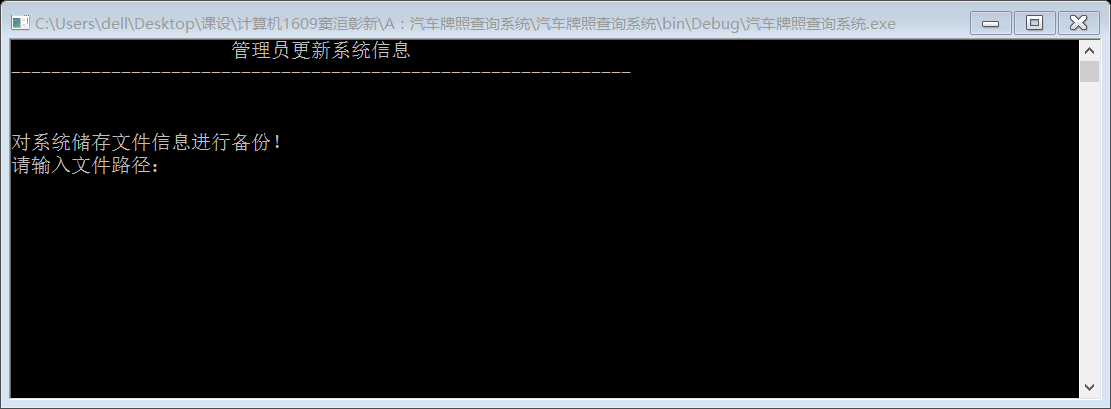 C:\Users\dell\Desktop\课设\计算机1609窦洹彰新\A：汽车牌照查询系统\汽车牌照查询系统\bin\Debug\汽车牌照查询系统.exe
管理员更新系统信息
--------------------------------------------------------------
对系统储存文件信息进行备份！
请输入文件路径：